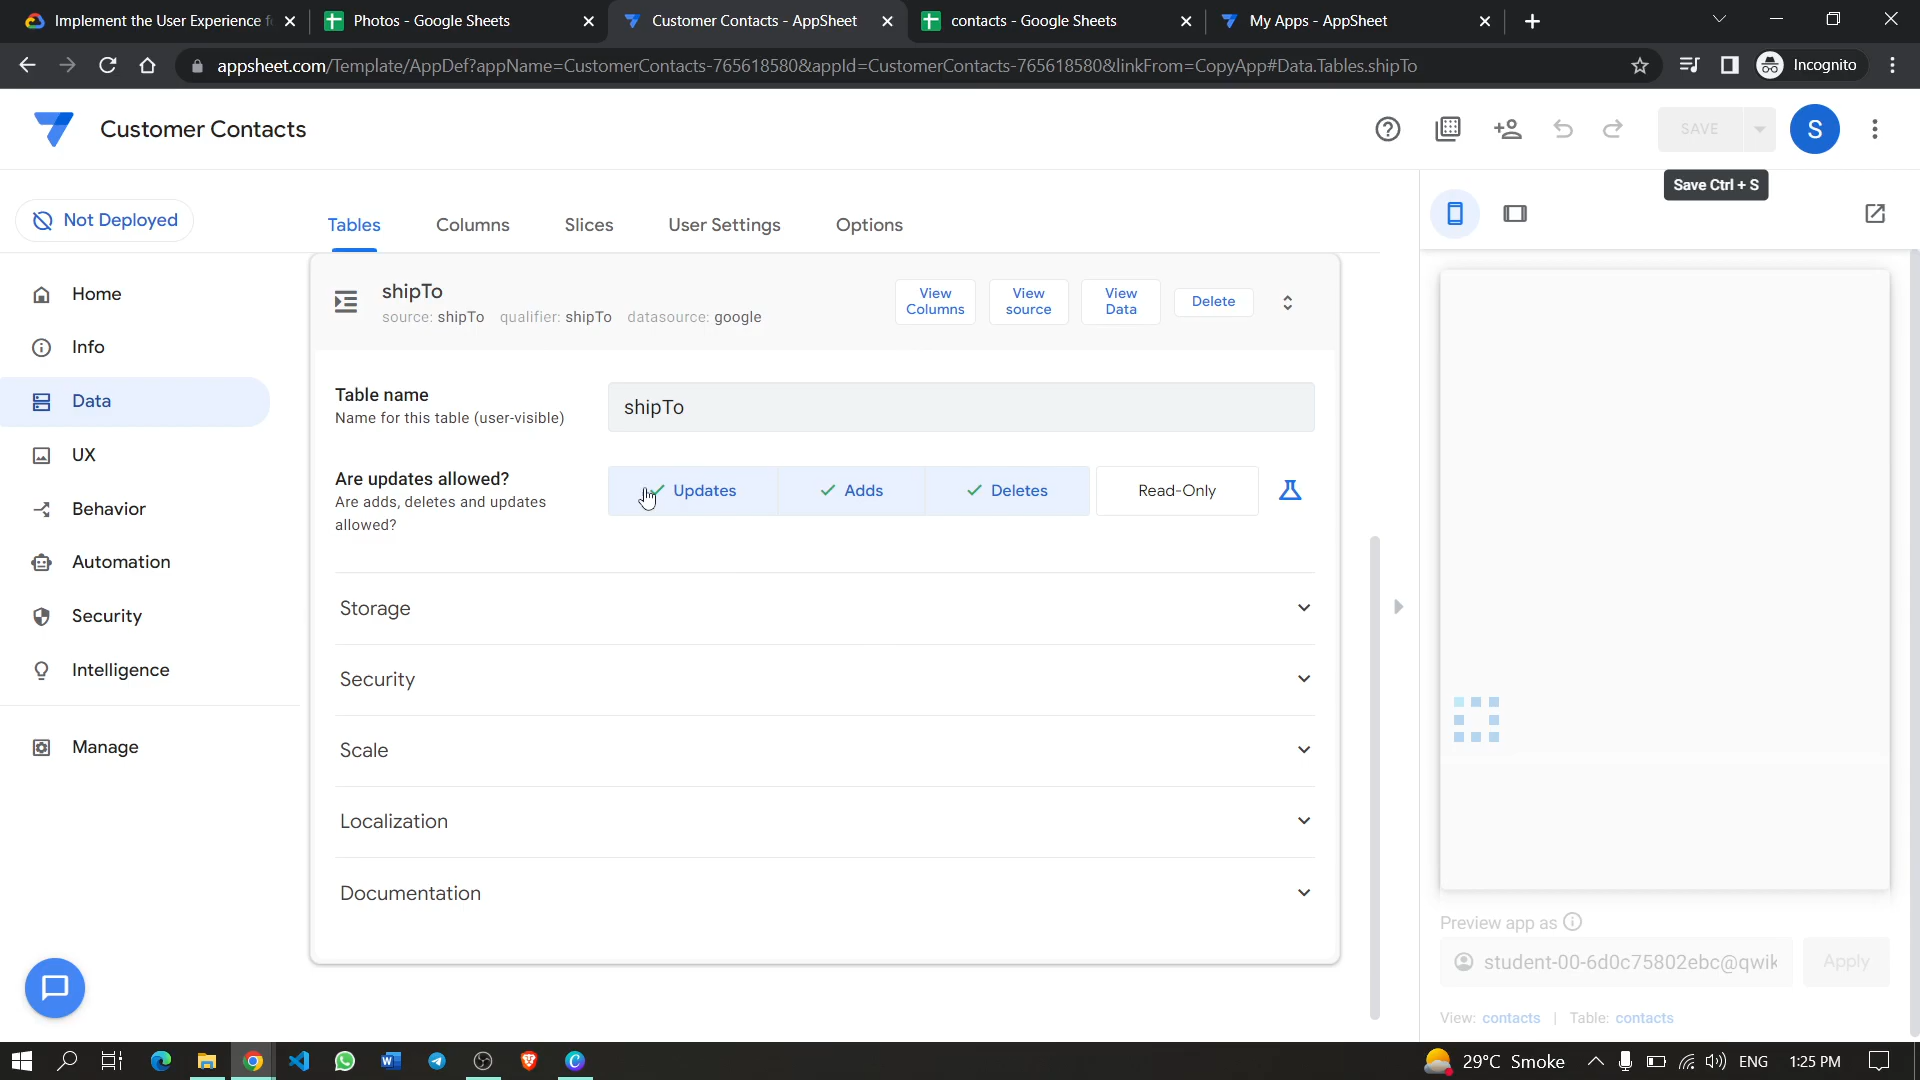 Implement the User Experience f
Photos - Google Sheets
Customer Contacts - AppSheet
contacts - Google Sheets
My Apps - AppSheet
appsheet.com/Template/AppDef?appName=CustomerContacts-765618580&appId=CustomerContacts-765618580&linkFrom=CopyApp#Data.Tables.shipTo
Incognito
Customer Contacts
SAVE
S
Save Ctrl + S
Not Deployed
Tables
Columns
Slices
User Settings
Options
Home
Info
Data
UX
Behavior
Automation
Security
Intelligence
Manage
shipTo
source: shipTo qualifier: shipTo datasource: google
View Columns
View source
View Data
Delete
Table name
Name for this table (user-visible)
shipTo
Are updates allowed?
Are adds, deletes and updates
allowed?
Updates
Adds
Deletes
Read-Only
Storage
Security
Scale
Localization
Documentation
Preview app as
student-00-6d0c75802ebc@qwik
Apply
View: contacts | Table: contacts
29°C Smoke
ENG
1:25 PM